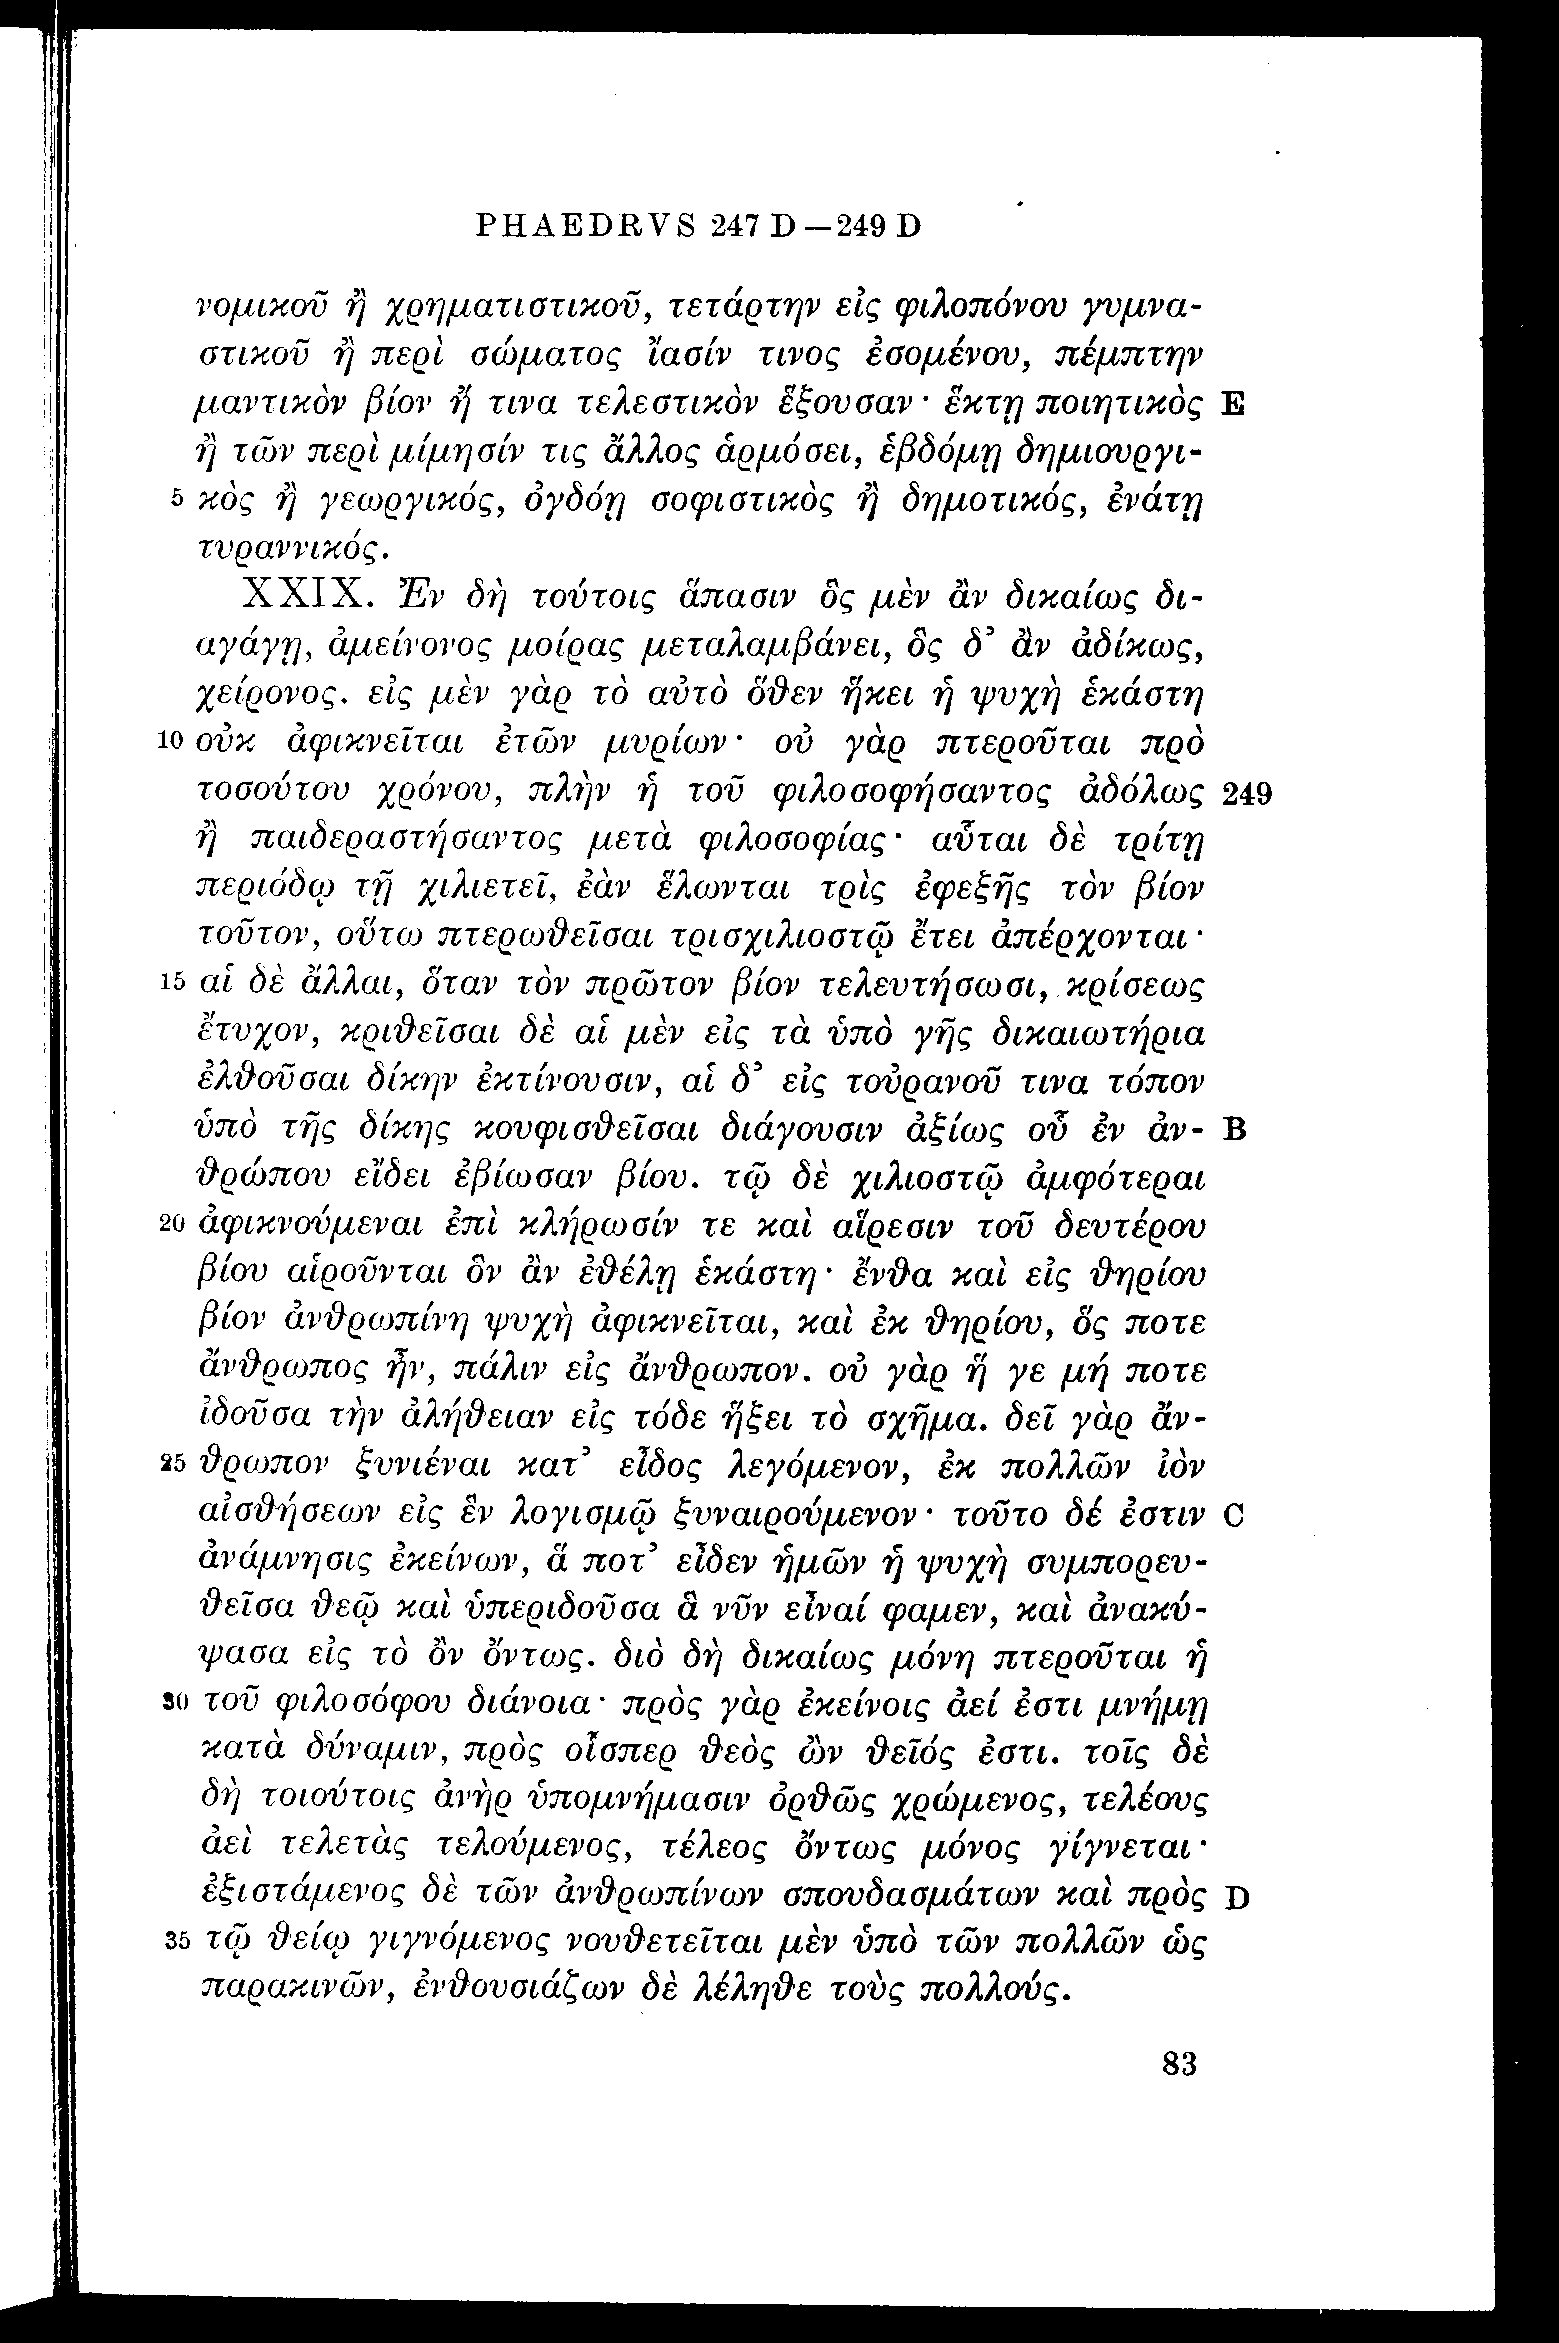 PHAEDRVS 247 D — 249 D
νομικοῦ ἢ χρηματιστικοῦ, τετάρτην εἰς φιλοπόνου γυμνα-
στικοῦ ἢ περὶ σώματος ἴασίν τινος ἐσομένου, πέμπτην
μαντικὸν βίον ἤ τινα τελεστικὸν ἕξουσαν· ἕκτῃ ποιητικὸς E
ἢ τῶν περὶ μίμησίν τις ἄλλος ἁρμόσει, ἑβδόμῃ δημιουργι-
5 κὸς ἢ γεωργικός, ὀγδόῃ σοφιστικὸς ἢ δημοτικός, ἐνάτῃ
τυραννικός.
XXIX. Ἐν δὴ τούτοις ἅπασιν ὃς μὲν ἂν δικαίως δι-
αγάγῃ, ἀμείνονος μοίρας μεταλαμβάνει, ὃς δ’ ἂν ἀδίκως,
χείρονος. εἰς μὲν γὰρ τὸ αὐτὸ ὅθεν ἥκει ἡ ψυχὴ ἑκάστη
10 οὐκ ἀφικνεῖται ἐτῶν μυρίων· οὐ γὰρ πτεροῦται πρὸ
τοσούτου χρόνου, πλὴν ἡ τοῦ φιλοσοφήσαντος ἀδόλως 249
ἢ παιδεραστήσαντος μετὰ φιλοσοφίας· αὗται δὲ τρίτῃ
περιόδῳ τῇ χιλιετεῖ, ἐὰν ἕλωνται τρὶς ἐφεξῆς τὸν βίον
τοῦτον, οὕτω πτερωθεῖσαι τρισχιλιοστῷ ἔτει ἀπέρχονται·
15 αἱ δὲ ἄλλαι, ὅταν τὸν πρῶτον βίον τελευτήσωσι, κρίσεως
ἔτυχον, κριθεῖσαι δὲ αἱ μὲν εἰς τὰ ὑπὸ γῆς δικαιωτήρια
ἐλθοῦσαι δίκην ἐκτίνουσιν, αἱ δ’ εἰς τοὐρανοῦ τινα τόπον
ὑπὸ τῆς δίκης κουφισθεῖσαι διάγουσιν ἀξίως οὗ ἐν ἀν- B
θρώπου εἴδει ἐβίωσαν βίου. τῷ δὲ χιλιοστῷ ἀμφότεραι
20 ἀφικνούμεναι ἐπὶ κλήρωσίν τε καὶ αἵρεσιν τοῦ δευτέρου
βίου αἱροῦνται ὃν ἂν ἐθέλῃ ἑκάστη· ἔνθα καὶ εἰς θηρίου
βίον ἀνθρωπίνη ψυχὴ ἀφικνεῖται, καὶ ἐκ θηρίου, ὅς ποτε
ἄνθρωπος ἦν, πάλιν εἰς ἄνθρωπον. οὐ γὰρ ἥ γε μή ποτε
ἰδοῦσα τὴν ἀλήθειαν εἰς τόδε ἥξει τὸ σχῆμα. δεῖ γὰρ ἄν-
25 θρωπον ξυνιέναι κατ’ εἶδος λεγόμενον, ἐκ πολλῶν ἰὸν
αἰσθήσεων εἰς ἓν λογισμῷ ξυναιρούμενον· τοῦτο δέ ἐστιν C
ἀνάμνησις ἐκείνων, ἅ ποτ’ εἶδεν ἡμῶν ἡ ψυχὴ συμπορευ-
θεῖσα θεῷ καὶ ὑπεριδοῦσα ἃ νῦν εἶναί φαμεν, καὶ ἀνακύ-
ψασα εἰς τὸ ὂν ὄντως. διὸ δὴ δικαίως μόνη πτεροῦται ἡ
30 τοῦ φιλοσόφου διάνοια· πρὸς γὰρ ἐκείνοις ἀεί ἐστι μνήμῃ
κατὰ δύναμιν, πρὸς οἷσπερ θεὸς ὢν θεῖός ἐστι. τοῖς δὲ
δὴ τοιούτοις ἀνὴρ ὑπομνήμασιν ὀρθῶς χρώμενος, τελέους
ἀεὶ τελετὰς τελούμενος, τέλεος ὄντως μόνος γίγνεται·
ἐξιστάμενος δὲ τῶν ἀνθρωπίνων σπουδασμάτων καὶ πρὸς D
35 τῷ θείῳ γιγνόμενος νουθετεῖται μὲν ὑπὸ τῶν πολλῶν ὡς
παρακινῶν, ἐνθουσιάζων δὲ λέληθε τοὺς πολλούς.
83